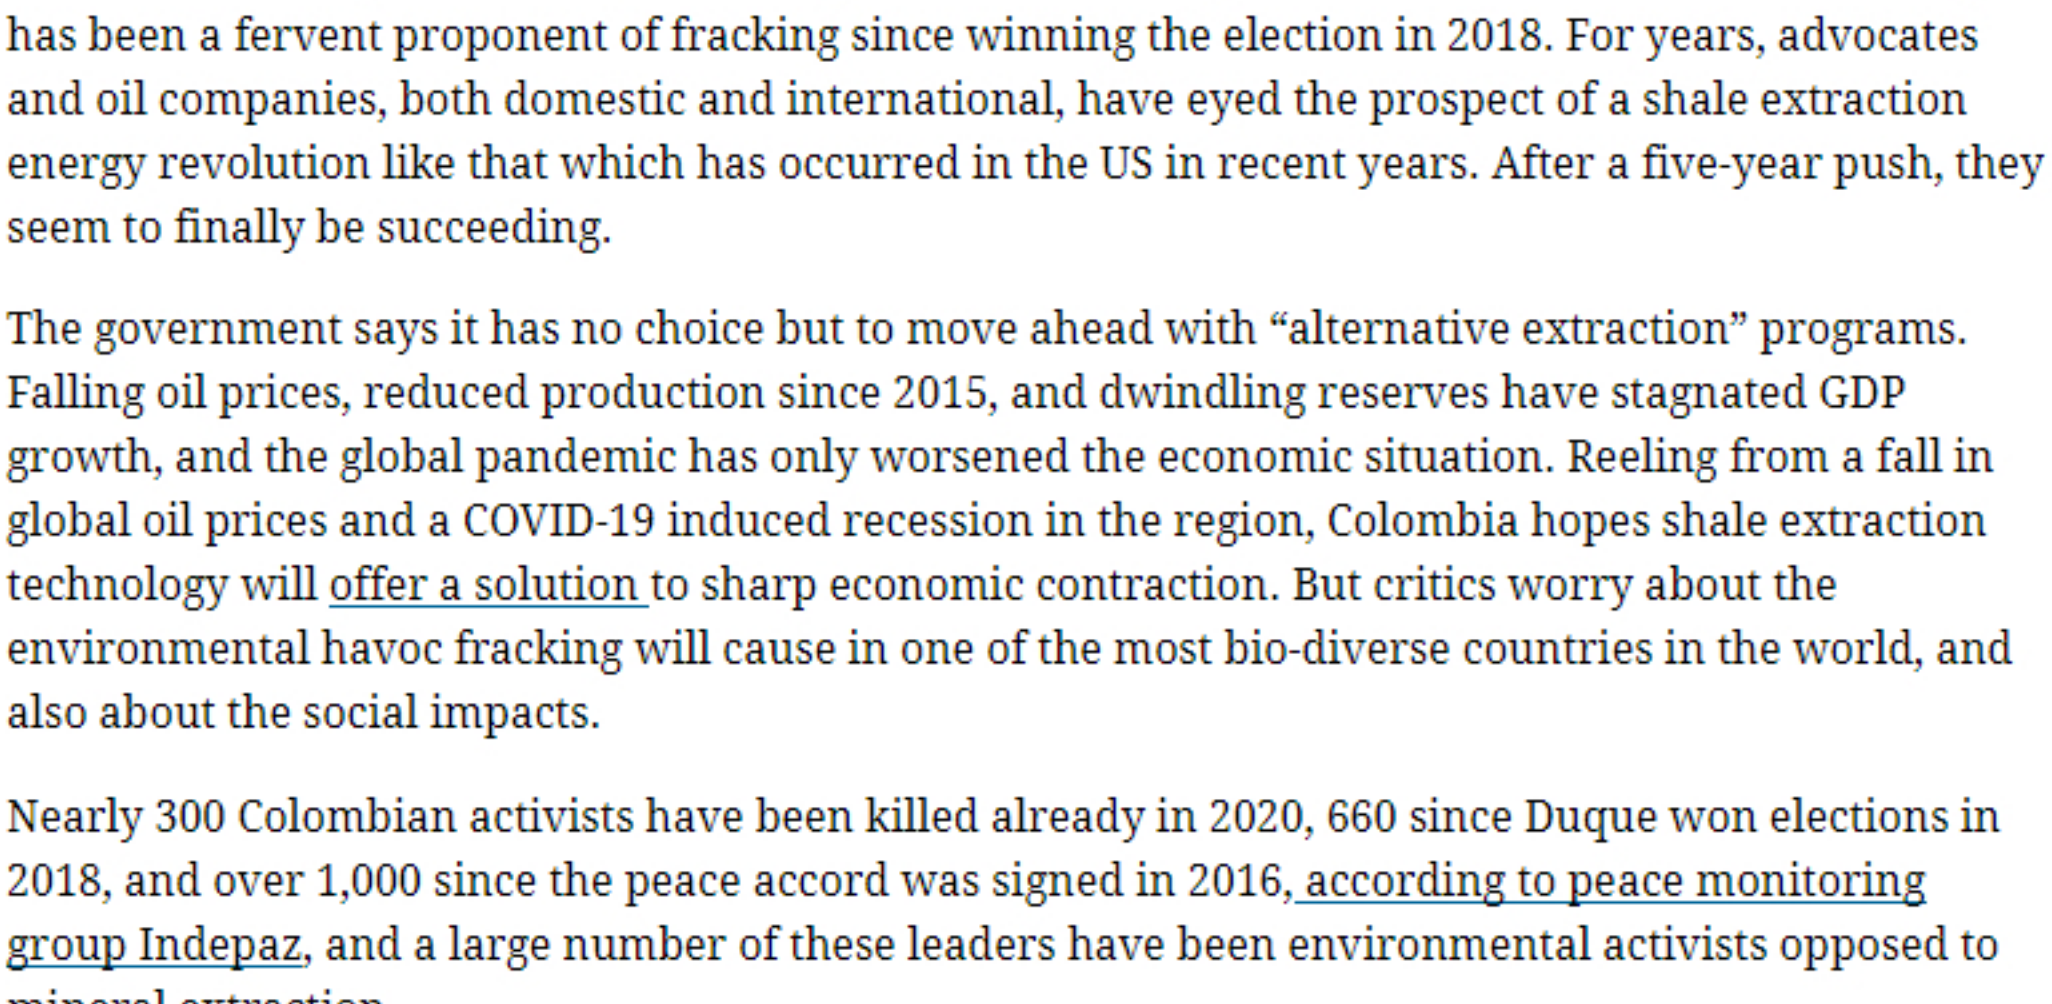 has been a fervent proponent of fracking since winning the election in 2018. For years, advocates
and oil companies, both domestic and international, have eyed the prospect of a shale extraction
energy revolution like that which has occurred in the US in recent years. After a five-year push, they
seem to finally be succeeding.
The government says it has no choice but to move ahead with “alternative extraction” programs.
Falling oil prices, reduced production since 2015, and dwindling reserves have stagnated GDP
growth, and the global pandemic has only worsened the economic situation. Reeling from a fall in
global oil prices and a COVID-19 induced recession in the region, Colombia hopes shale extraction
technology will offer a solution to sharp economic contraction. But critics worry about the
environmental havoc fracking will cause in one of the most bio-diverse countries in the world, and
also about the social impacts.
Nearly 300 Colombian activists have been killed already in 2020, 660 since Duque won elections in
2018, and over 1,000 since the peace accord was signed in 2016, according to peace monitoring
group Indepaz, and a large number of these leaders have been environmental activists opposed to
mineral extraction